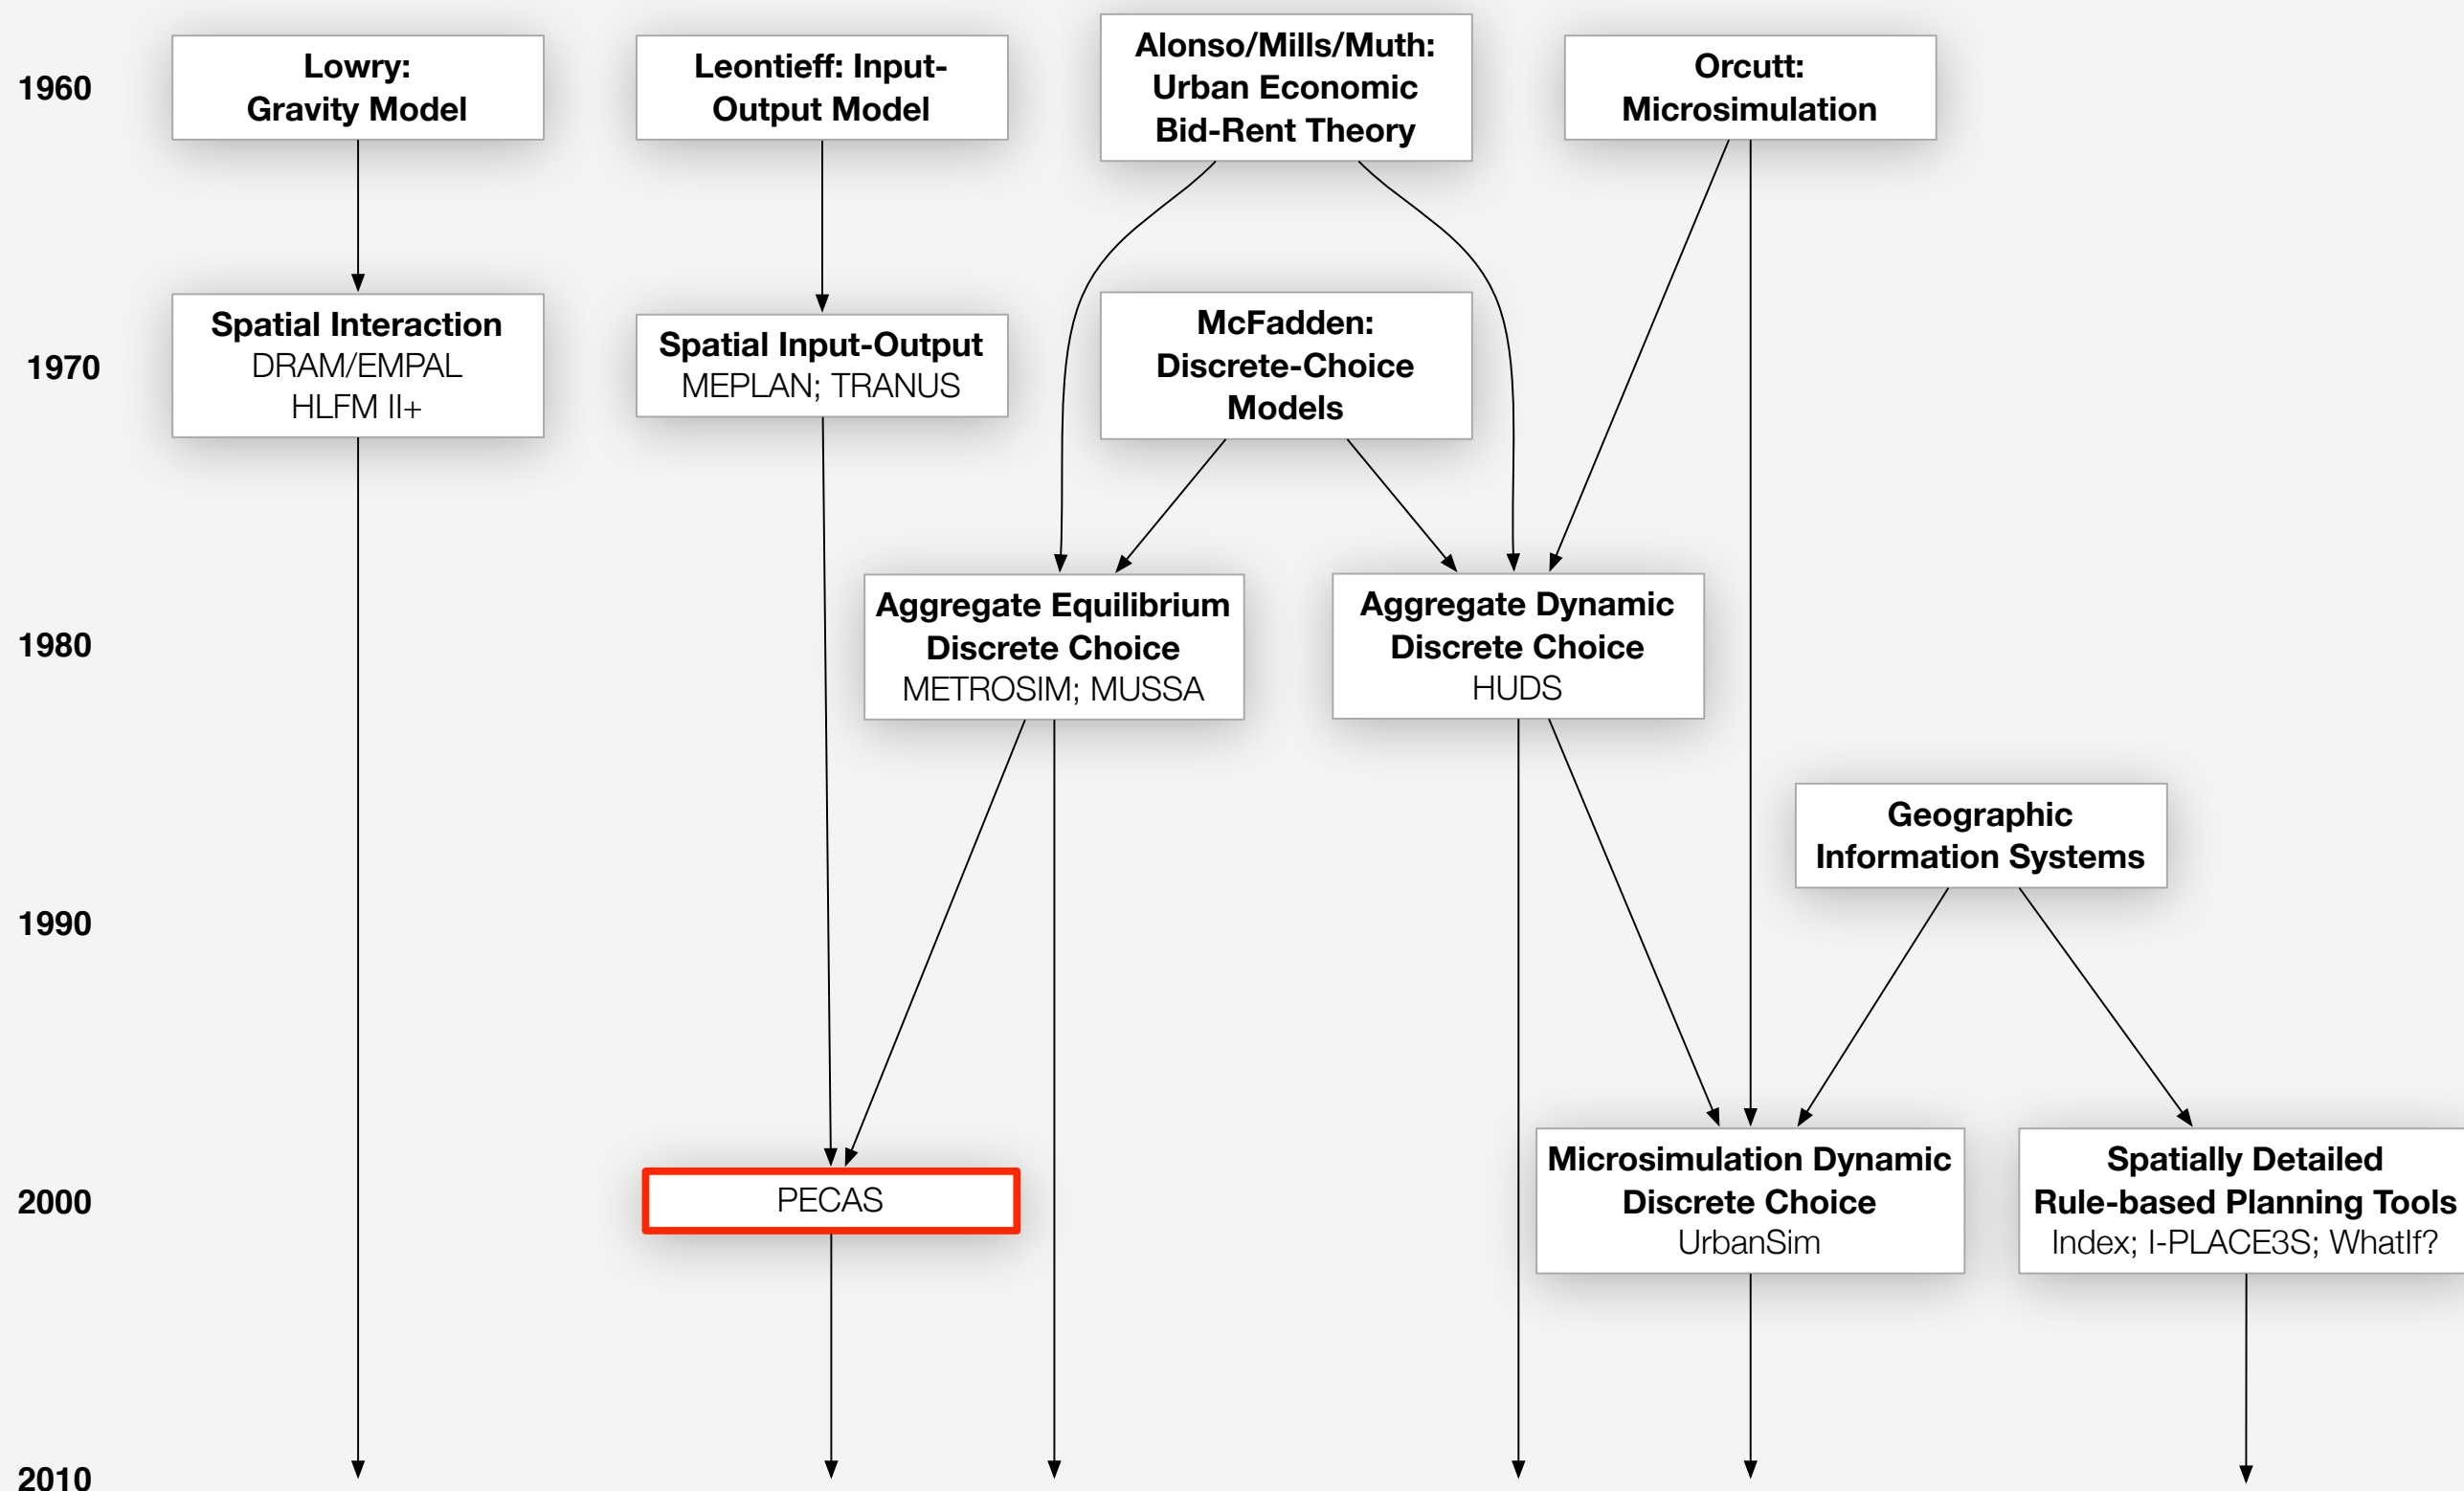 1960
Lowry:
Gravity Model
Leontieff: Input-
Output Model
Alonso/Mills/Muth:
Urban Economic
Bid-Rent Theory
Orcutt:
Microsimulation
1970
Spatial Interaction
DRAM/EMPAL
HLFM II+
Spatial Input-Output
MEPLAN; TRANUS
McFadden:
Discrete-Choice
Models
1980
Aggregate Equilibrium
Discrete Choice
METROSIM; MUSSA
Aggregate Dynamic
Discrete Choice
HUDS
Geographic
Information Systems
1990
2000
PECAS
Microsimulation Dynamic
Discrete Choice
UrbanSim
Spatially Detailed
Rule-based Planning Tools
Index; I-PLACE3S; WhatIf?
2010